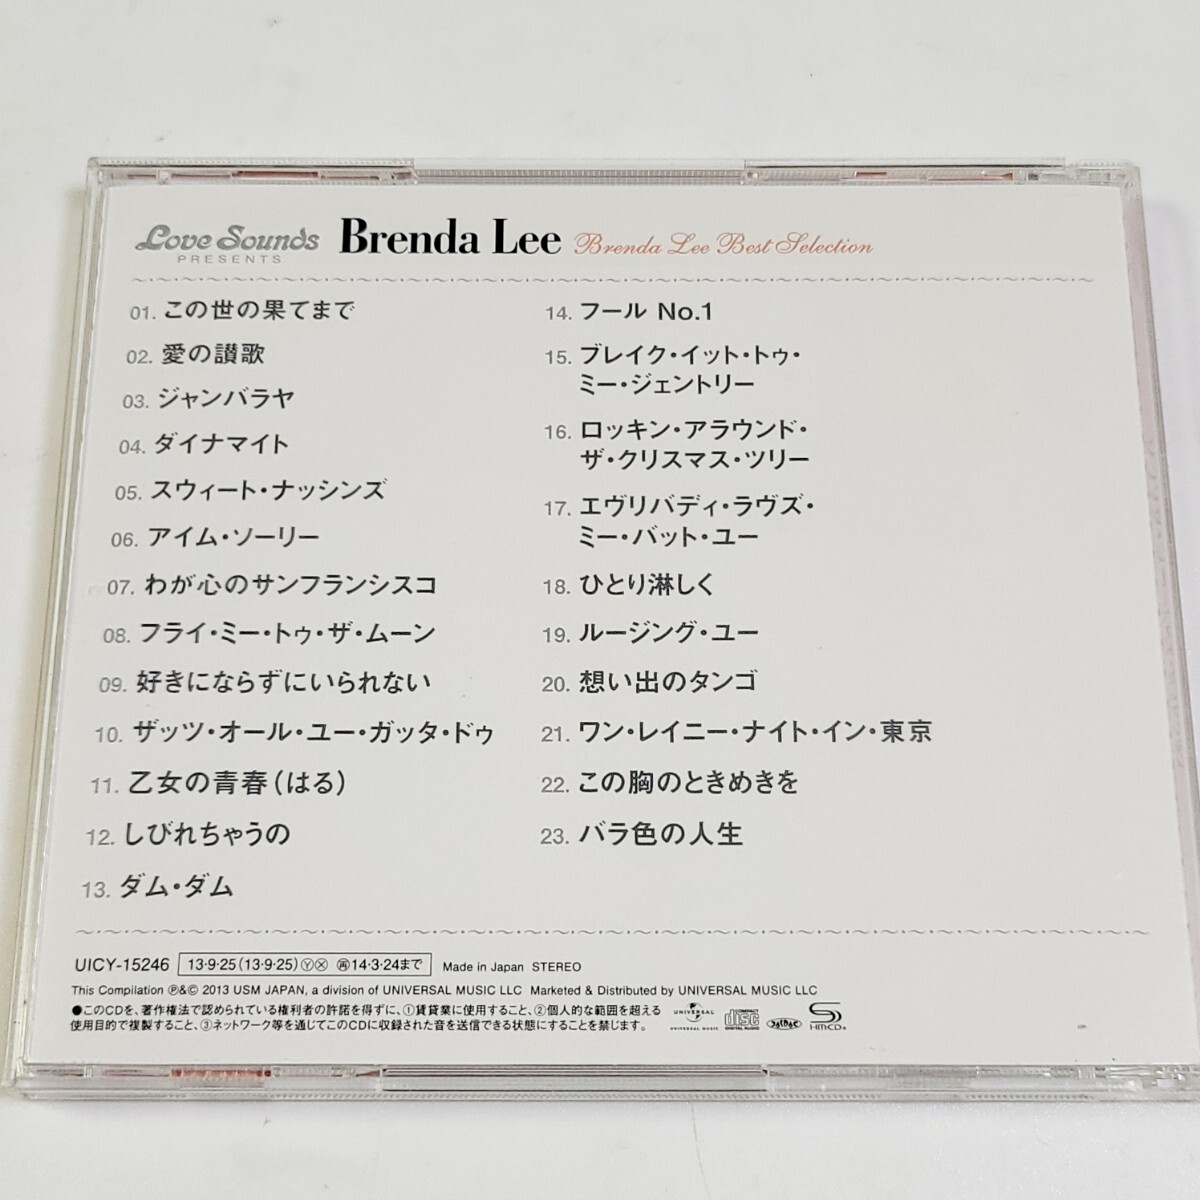 Love Sounds
PRESENTS
Brenda Lee
Brenda Lee Best Selection
01. この世の果てまで
02. 愛の讃歌
03. ジャンバラヤ
04. ダイナマイト
05. スウィート・ナッシンズ
06. アイム・ソーリー
07. わが心のサンフランシスコ
08. フライ・ミー・トゥ・ザ・ムーン
09. 好きにならずにいられない
10. ザッツ・オール・ユー・ガッタ・ドゥ
11. 乙女の青春(はる)
12. しびれちゃうの
13. ダム・ダム
14. フール No.1
15. ブレイク・イット・トゥ・
ミー・ジェントリー
16. ロッキン・アラウンド・
ザ・クリスマス・ツリー
17. エヴリバディ・ラヴズ・
ミー・バット・ユー
18. ひとり淋しく
19. ルージング・ユー
20. 想い出のタンゴ
21. ワン・レイニー・ナイト・イン・東京
22. この胸のときめきを
23. バラ色の人生
UICY-15246 13・9・25(13・9・25)Ⓨ🅧 ㊢14・3・24まで Made in Japan STEREO
This Compilation ℗&© 2013 USM JAPAN, a division of UNIVERSAL MUSIC LLC Marketed & Distributed by UNIVERSAL MUSIC LLC
●このCDを、著作権法で認められている権利者の許諾を得ずに、①賃貸業に使用すること、②個人的な範囲を超える
使用目的で複製すること、③ネットワーク等を通じてこのCDに収録された音を送信できる状態にすることを禁じます。
UNIVERSAL
UNIVERSAL MUSIC
COMPACT
disc
DIGITAL AUDIO
JASRAC
SHM-CD